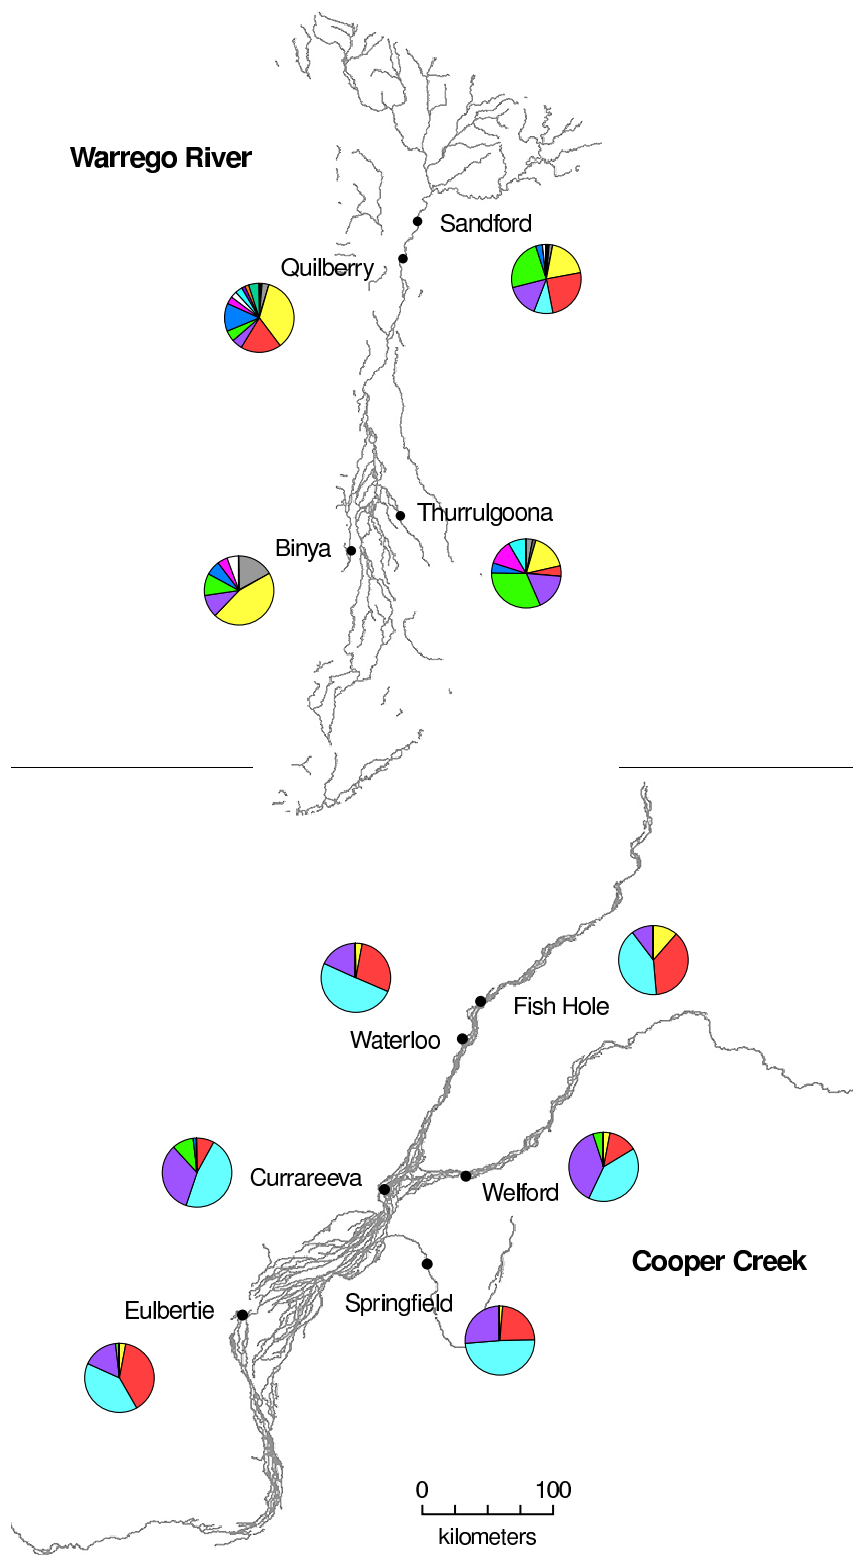 Warrego River
Sandford
Quilberry
Thurrulgoona
Binya
Fish Hole
Waterloo
Currareeva
Welford
Cooper Creek
Springfield
Eulbertie
0 100
kilometers